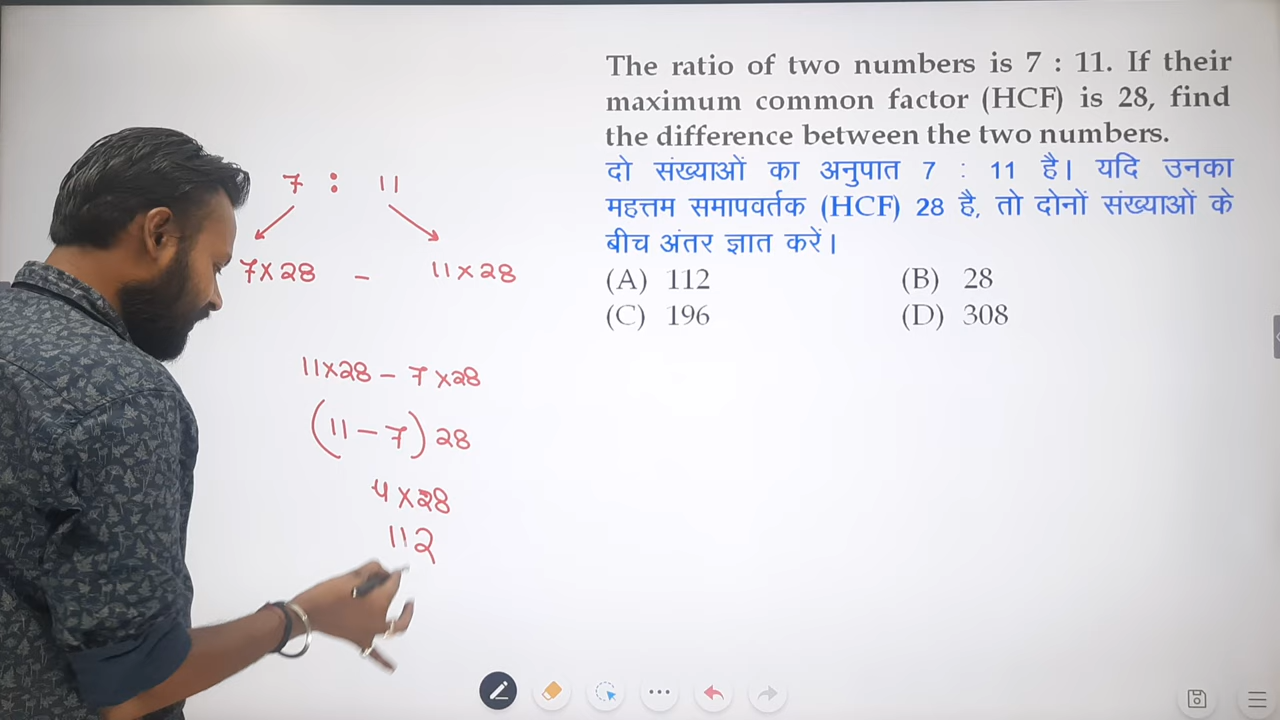 The ratio of two numbers is 7 : 11. If their
maximum common factor (HCF) is 28, find
the difference between the two numbers.
दो संख्याओं का अनुपात 7 : 11 है। यदि उनका
महत्तम समापवर्तक (HCF) 28 है, तो दोनों संख्याओं के
बीच अंतर ज्ञात करें।
(A) 112 (B) 28
(C) 196 (D) 308
7 : 11
7×28 - 11×28
11×28 - 7×28
(11-7) 28
4×28
112